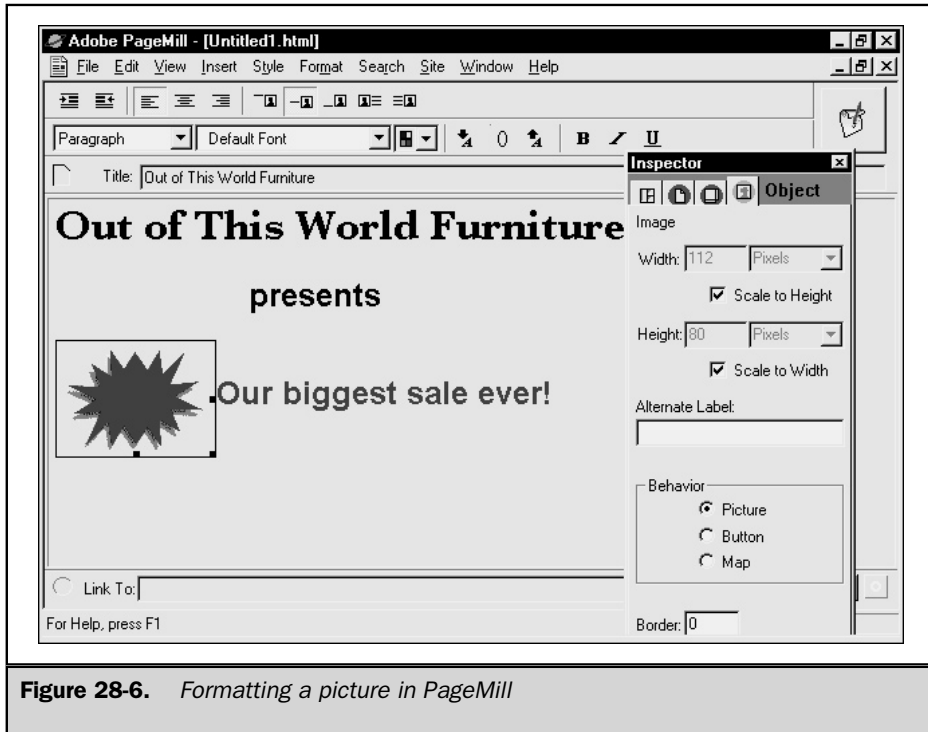 Adobe PageMill - [Untitled1.html]
File Edit View Insert Style Format Search Site Window Help
Paragraph Default Font 0 B I U
Title: Out of This World Furniture
Out of This World Furniture
presents
Our biggest sale ever!
Link To:
For Help, press F1
Inspector
Object
Image
Width: 112 Pixels
Scale to Height
Height: 80 Pixels
Scale to Width
Alternate Label:
Behavior
Picture
Button
Map
Border: 0
Figure 28-6. Formatting a picture in PageMill